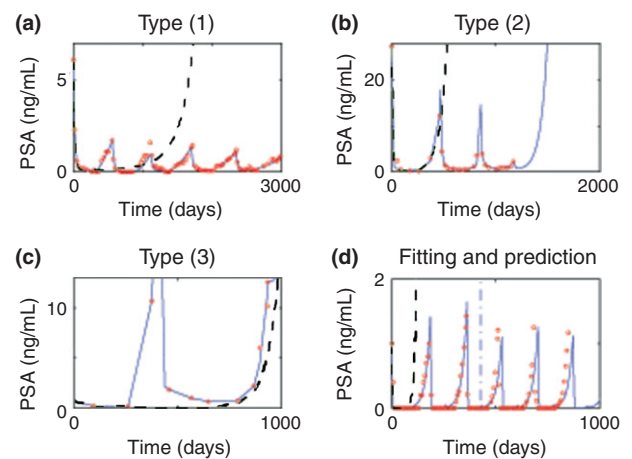 (a) Type (1)
PSA (ng/mL)
5
0
0 3000
Time (days)
(b) Type (2)
PSA (ng/mL)
20
0
0 2000
Time (days)
(c) Type (3)
PSA (ng/mL)
10
0
0 1000
Time (days)
(d) Fitting and prediction
PSA (ng/mL)
2
1
0
0 1000
Time (days)